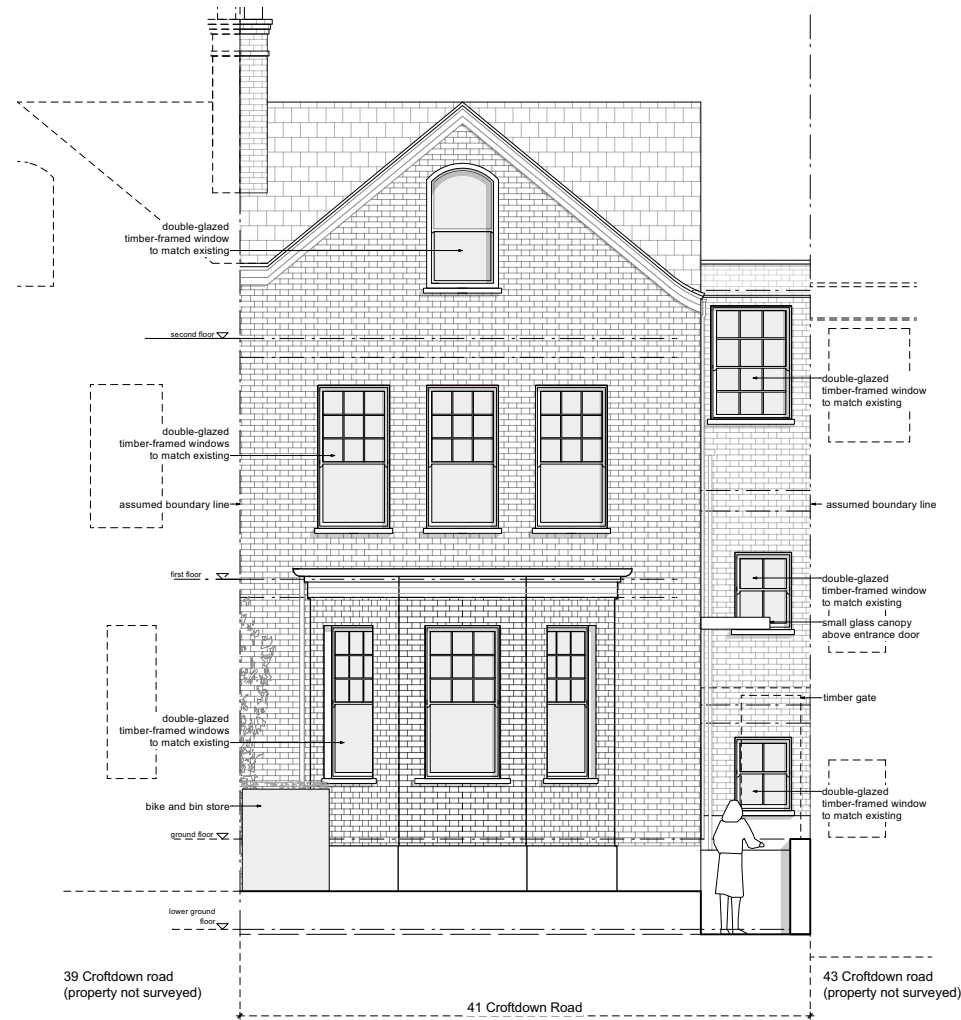 double-glazed
timber-framed window
to match existing
second floor
double-glazed
timber-framed window
to match existing
double-glazed
timber-framed windows
to match existing
assumed boundary line
assumed boundary line
first floor
double-glazed
timber-framed window
to match existing
small glass canopy
above entrance door
timber gate
double-glazed
timber-framed windows
to match existing
double-glazed
timber-framed window
to match existing
bike and bin store
ground floor
lower ground
floor
39 Croftdown road
(property not surveyed)
41 Croftdown Road
43 Croftdown road
(property not surveyed)